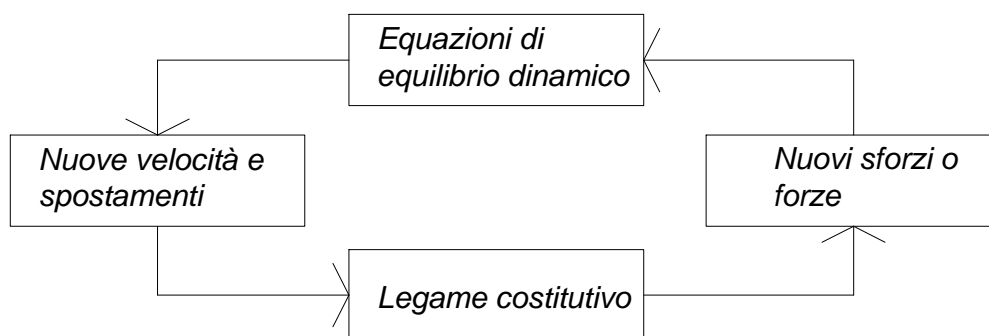 Equazioni di
equilibrio dinamico
Nuove velocità e
spostamenti
Nuovi sforzi o
forze
Legame costitutivo